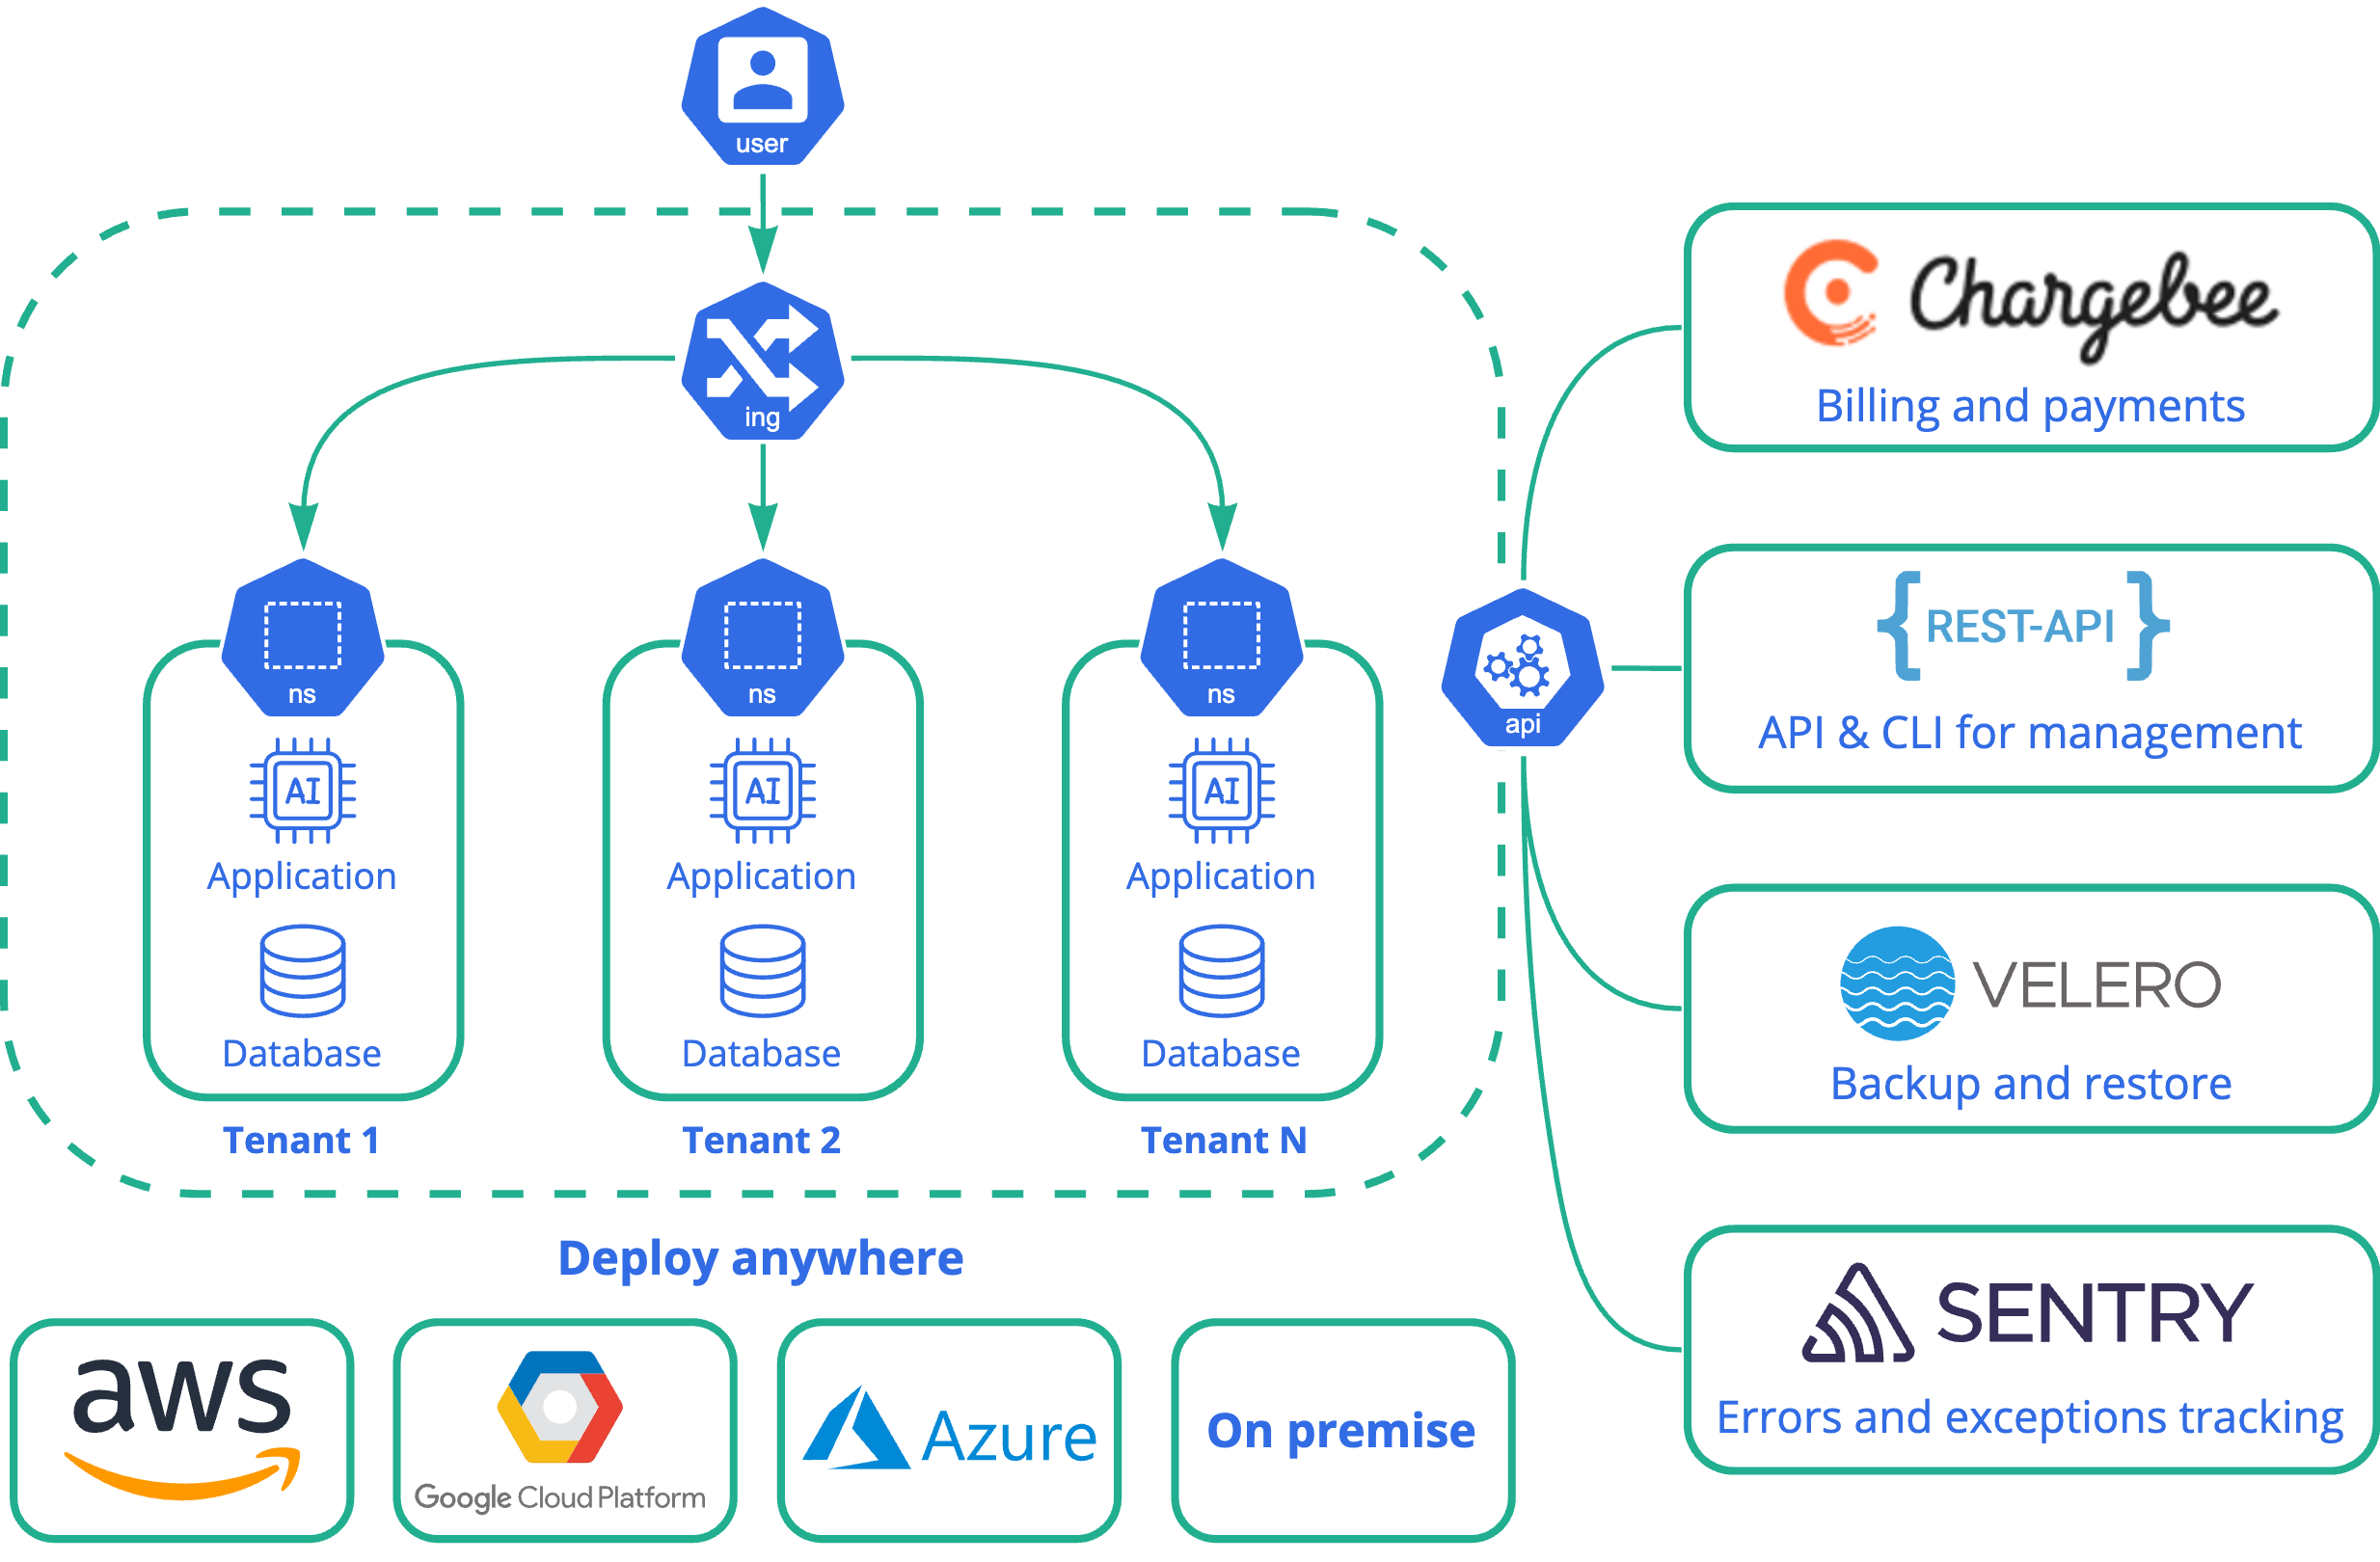 user
ing
ns
ns
ns
AI
AI
AI
Application
Application
Application
Database
Database
Database
Tenant 1
Tenant 2
Tenant N
api
Chargebee
Billing and payments
{ REST-API }
API & CLI for management
VELERO
Backup and restore
SENTRY
Errors and exceptions tracking
Deploy anywhere
aws
Google Cloud Platform
Azure
On premise